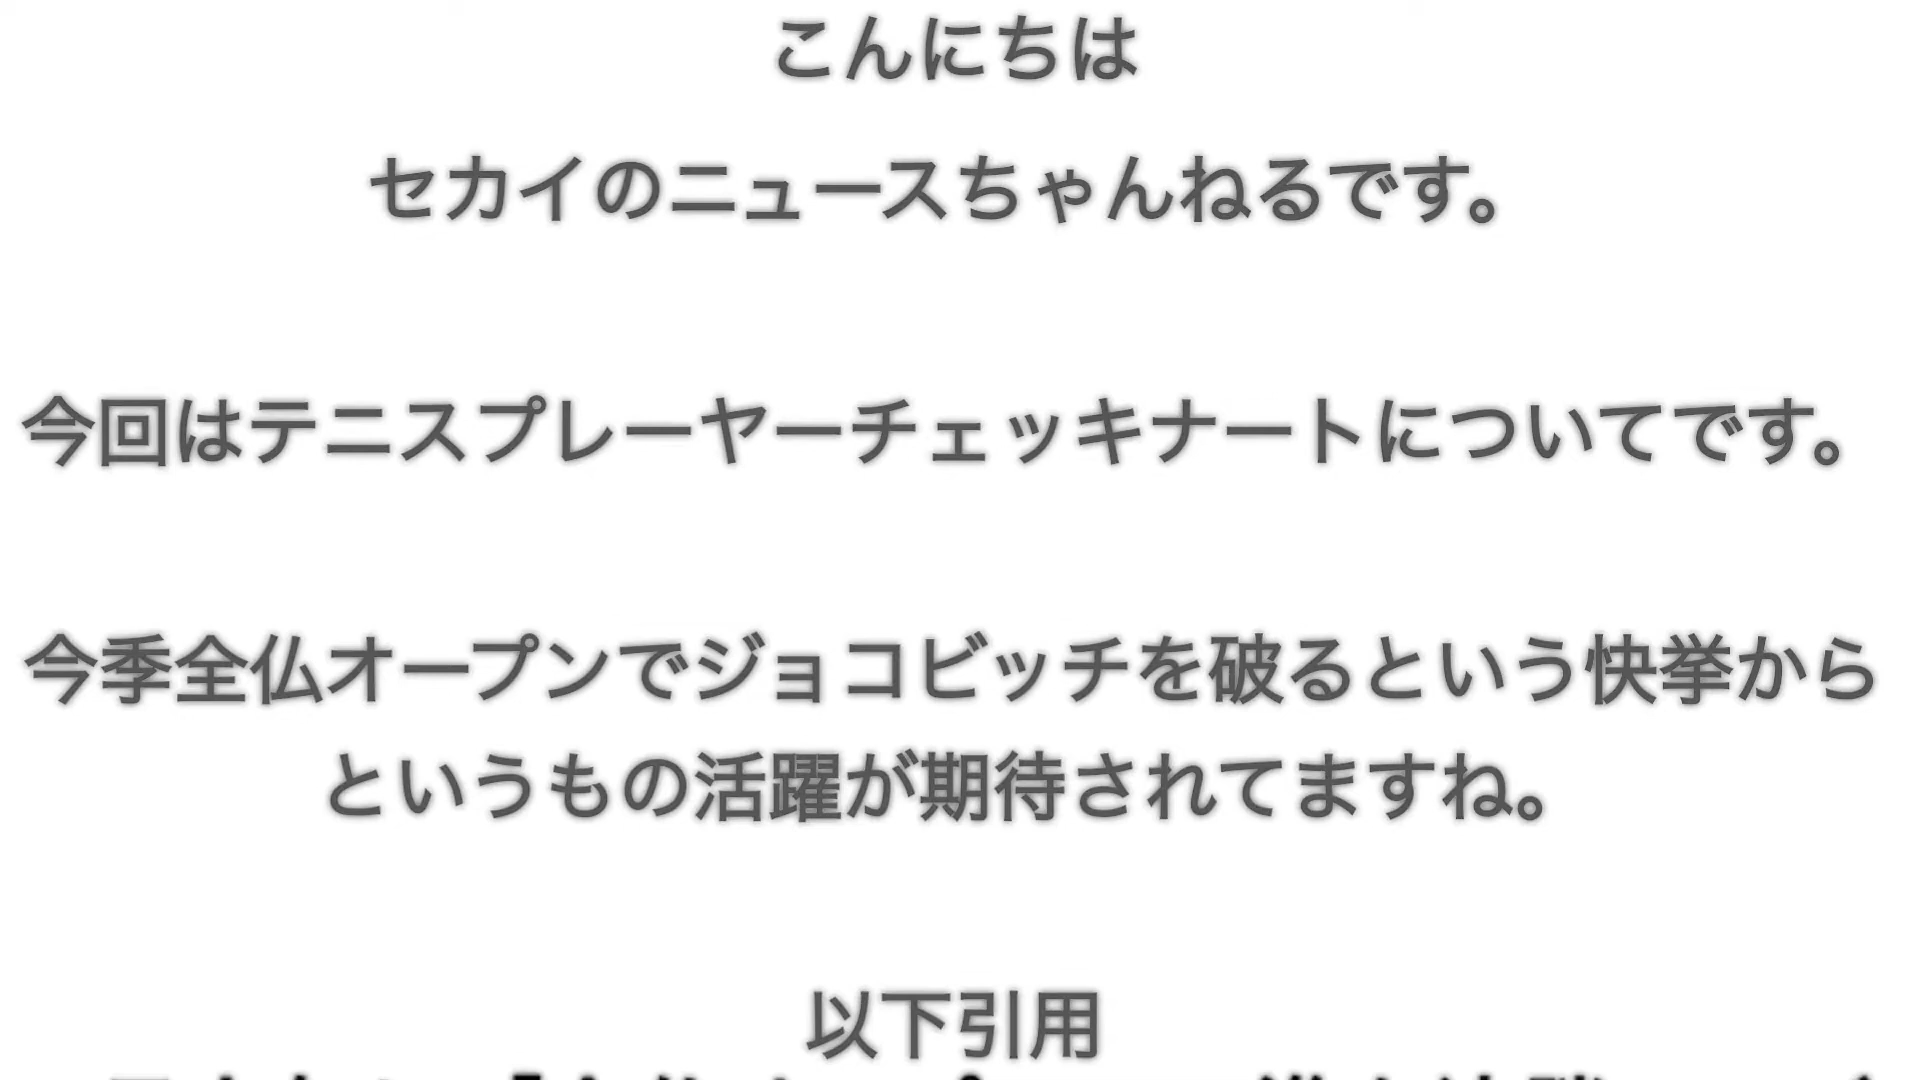 こんにちは
セカイのニュースちゃんねるです。
今回はテニスプレーヤーチェッキナートについてです。
今季全仏オープンでジョコビッチを破るという快挙から
というもの活躍が期待されてますね。
以下引用